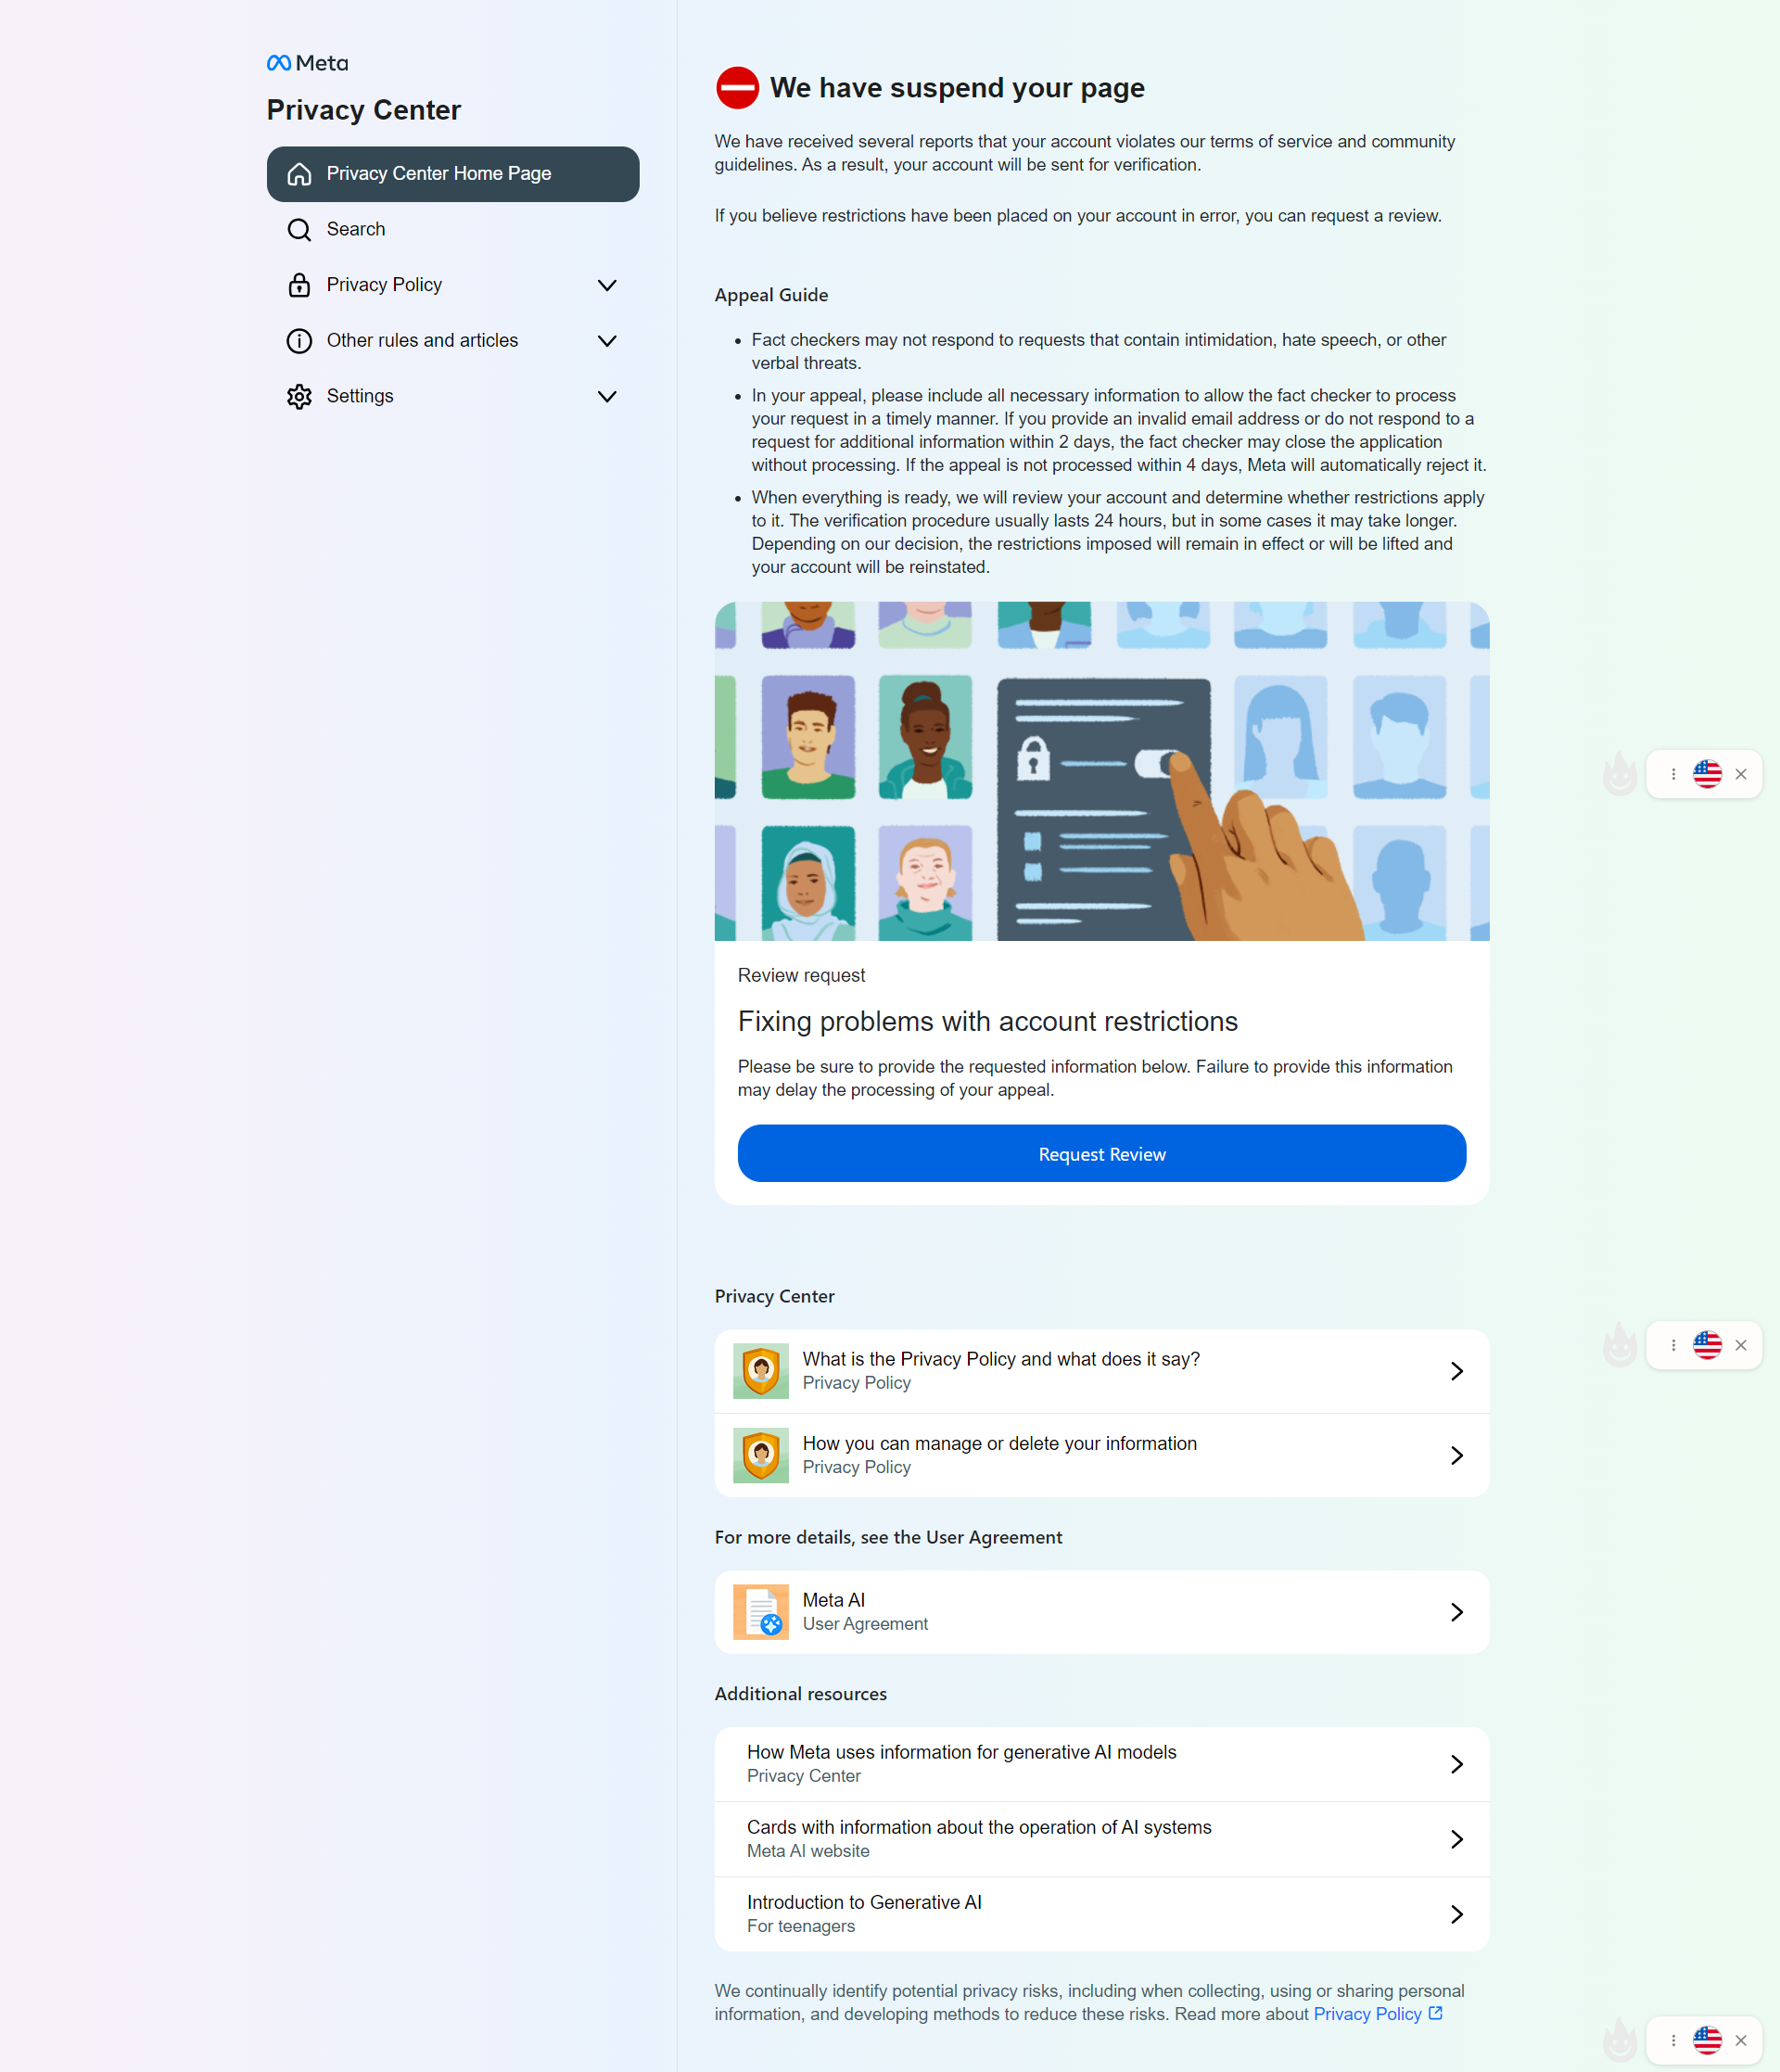 Meta
Privacy Center
Privacy Center Home Page
Search
Privacy Policy
Other rules and articles
Settings
We have suspend your page
We have received several reports that your account violates our terms of service and community
guidelines. As a result, your account will be sent for verification.
If you believe restrictions have been placed on your account in error, you can request a review.
Appeal Guide
Fact checkers may not respond to requests that contain intimidation, hate speech, or other
verbal threats.
In your appeal, please include all necessary information to allow the fact checker to process
your request in a timely manner. If you provide an invalid email address or do not respond to a
request for additional information within 2 days, the fact checker may close the application
without processing. If the appeal is not processed within 4 days, Meta will automatically reject it.
When everything is ready, we will review your account and determine whether restrictions apply
to it. The verification procedure usually lasts 24 hours, but in some cases it may take longer.
Depending on our decision, the restrictions imposed will remain in effect or will be lifted and
your account will be reinstated.
Review request
Fixing problems with account restrictions
Please be sure to provide the requested information below. Failure to provide this information
may delay the processing of your appeal.
Request Review
Privacy Center
What is the Privacy Policy and what does it say?
Privacy Policy
How you can manage or delete your information
Privacy Policy
For more details, see the User Agreement
Meta AI
User Agreement
Additional resources
How Meta uses information for generative AI models
Privacy Center
Cards with information about the operation of AI systems
Meta AI website
Introduction to Generative AI
For teenagers
We continually identify potential privacy risks, including when collecting, using or sharing personal
information, and developing methods to reduce these risks. Read more about Privacy Policy